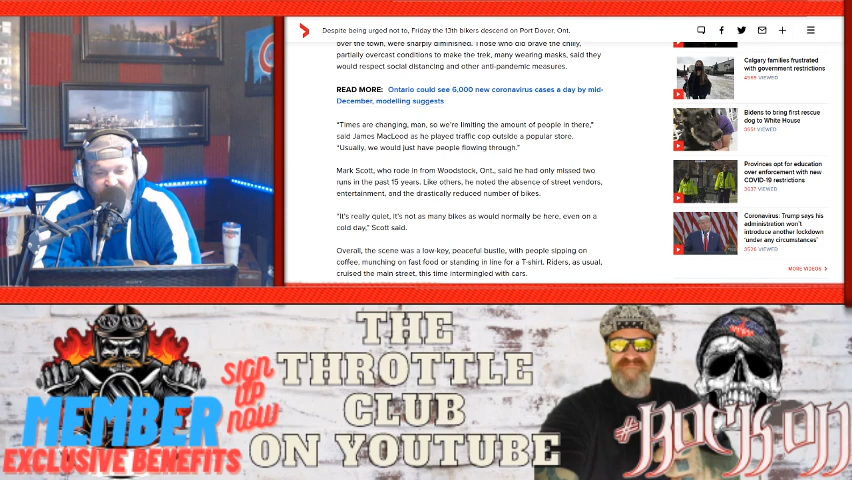 Despite being urged not to, Friday the 13th bikers descend on Port Dover, Ont.
over the town, were sharply diminished. Those who did brave the chilly,
partially overcast conditions to make the trek, many wearing masks, said they
would respect social distancing and other anti-pandemic measures.
READ MORE: Ontario could see 6,000 new coronavirus cases a day by mid-
December, modelling suggests
“Times are changing, man, so we’re limiting the amount of people in there,”
said James MacLeod as he played traffic cop outside a popular store.
“Usually, we would just have people flowing through.”
Mark Scott, who rode in from Woodstock, Ont., said he had only missed two
runs in the past 15 years. Like others, he noted the absence of street vendors,
entertainment, and the drastically reduced number of bikes.
“It’s really quiet, it’s not as many bikes as would normally be here, even on a
cold day,” Scott said.
Overall, the scene was a low-key, peaceful bustle, with people sipping on
coffee, munching on fast food or standing in line for a T-shirt. Riders, as usual,
cruised the main street, this time intermingled with cars.
Calgary families frustrated
with government restrictions
VIEWED
Bidens to bring first rescue
dog to White House
3651 VIEWED
Provinces opt for education
over enforcement with new
COVID-19 restrictions
3637 VIEWED
Coronavirus: Trump says his
administration won’t
introduce another lockdown
‘under any circumstances’
3526 VIEWED
MORE VIDEOS
MEMBER
EXCLUSIVE BENEFITS
SIGN
UP
NOW
THE
THROTTLE
CLUB
ON YOUTUBE
#ROCK ON